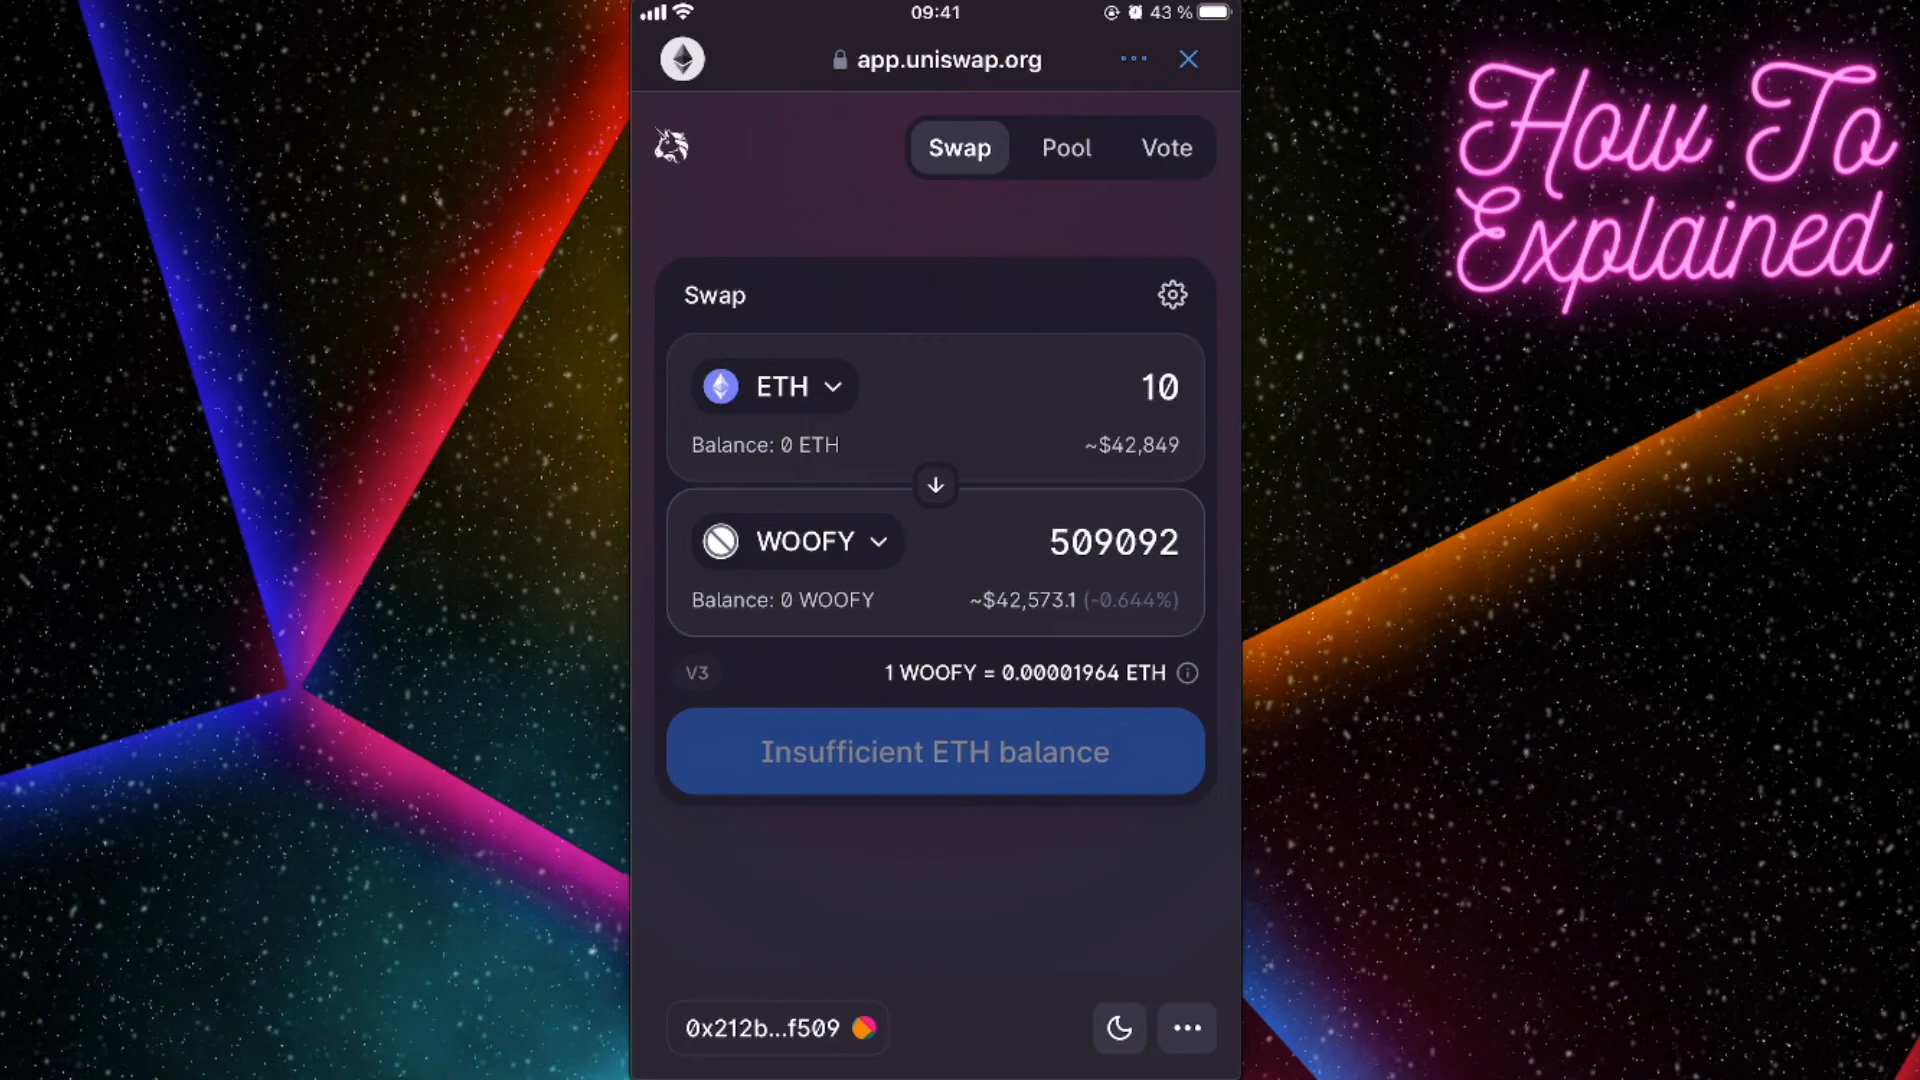 09:41
43 %
app.uniswap.org
How To
Explained
Swap Pool Vote
Swap
ETH 10
Balance: 0 ETH ~$42,849
WOOFY 509092
Balance: 0 WOOFY ~$42,573.1 (-0.644%)
V3 1 WOOFY = 0.00001964 ETH
Insufficient ETH balance
0x212b...f509